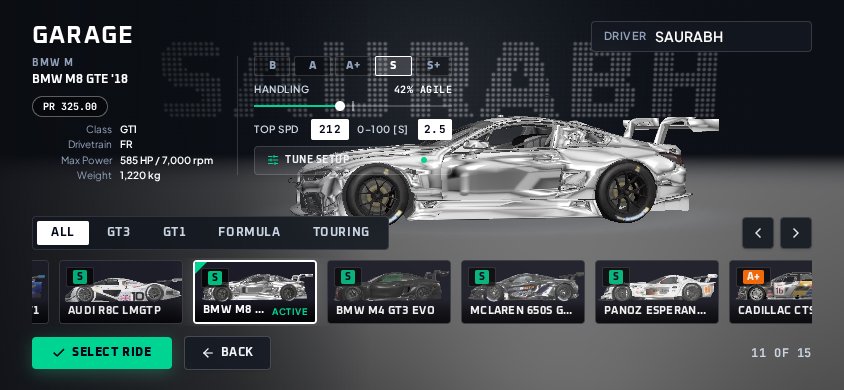 GARAGE
DRIVER SAURABH
SAURABH
BMW M
BMW M8 GTE '18
PR 325.00
Class GT1
Drivetrain FR
Max Power 585 HP / 7,000 rpm
Weight 1,220 kg
B A A+ S S+
HANDLING 42% AGILE
TOP SPD 212 0–100 [S] 2.5
TUNE SETUP
ALL GT3 GT1 FORMULA TOURING
S
AUDI R8C LMGTP
S
BMW M8 ... ACTIVE
S
BMW M4 GT3 EVO
S
MCLAREN 650S G...
S
PANOZ ESPERAN...
A+
CADILLAC CTS
SELECT RIDE
BACK
11 OF 15